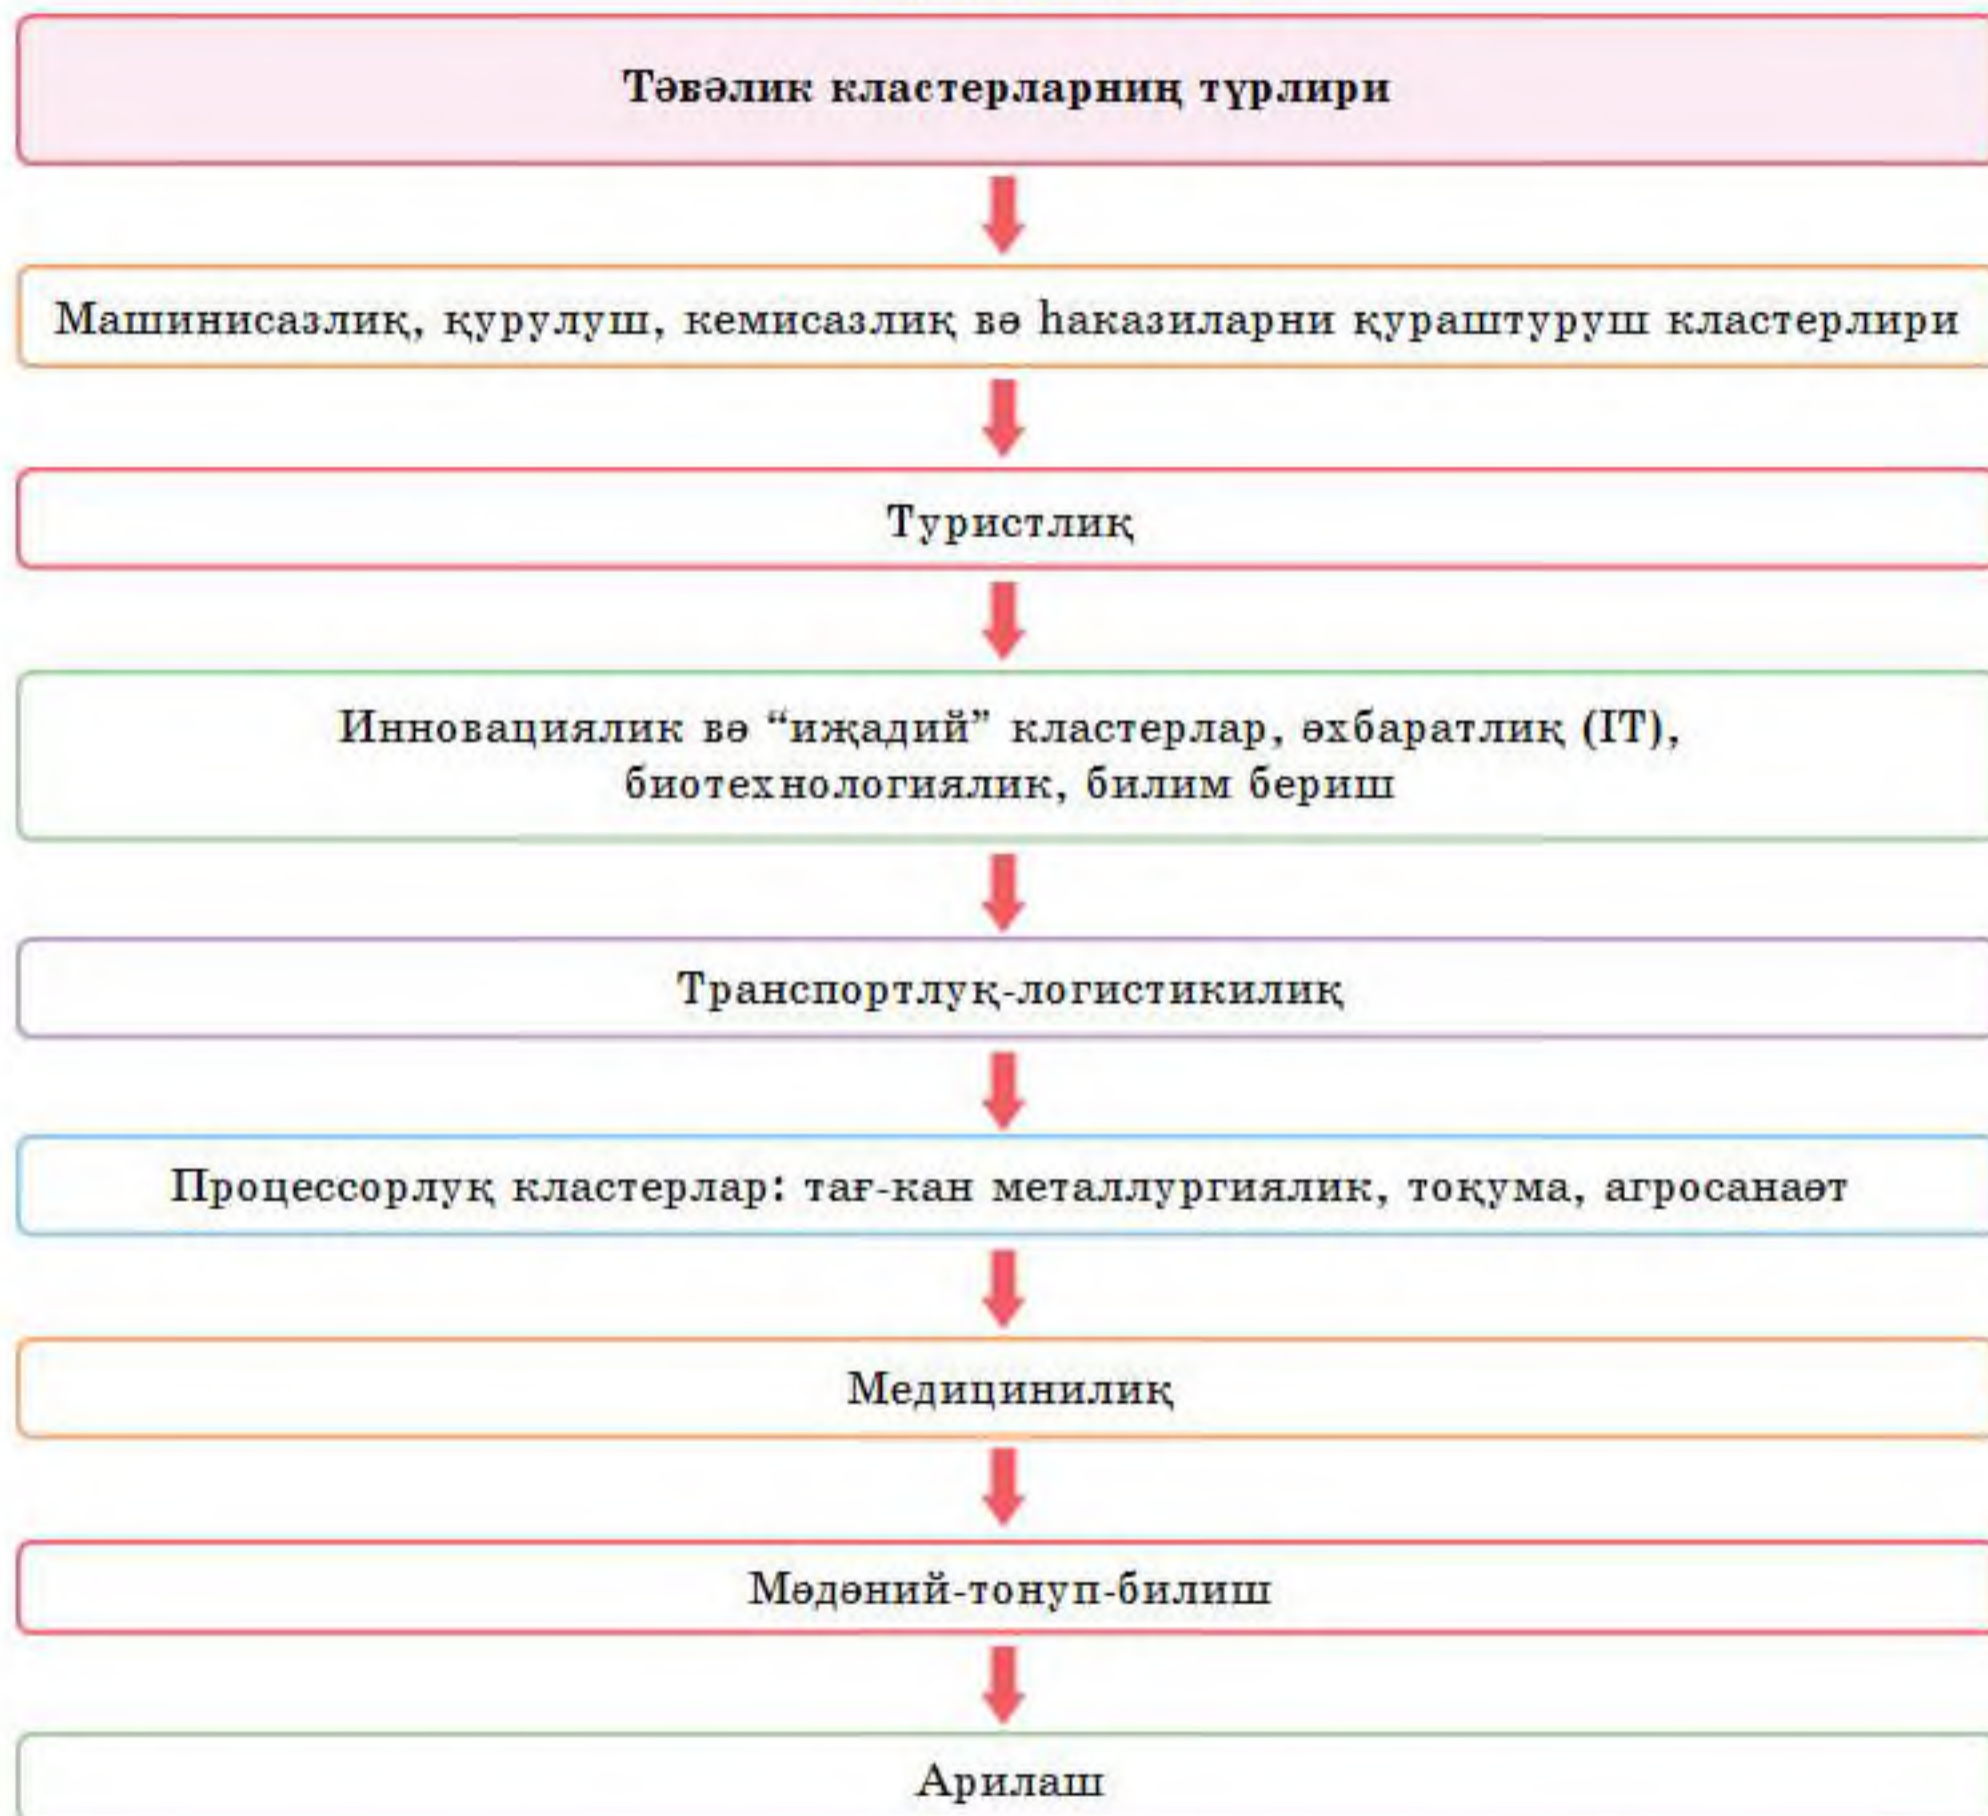 Тәвәлик кластерларниң түрлири
Машинисазлиқ, қурулуш, кемисазлиқ вә һаказиларни қураштуруш кластерлири
Туристлиқ
Инновациялик вә “иҗадий” кластерлар, әхбаратлиқ (IT),
биотехнологиялик, билим бериш
Транспортлуқ-логистикилиқ
Процессорлуқ кластерлар: тағ-кан металлургиялик, тоқума, агросанаәт
Медицинилиқ
Мәдәний-тонуп-билиш
Арилаш